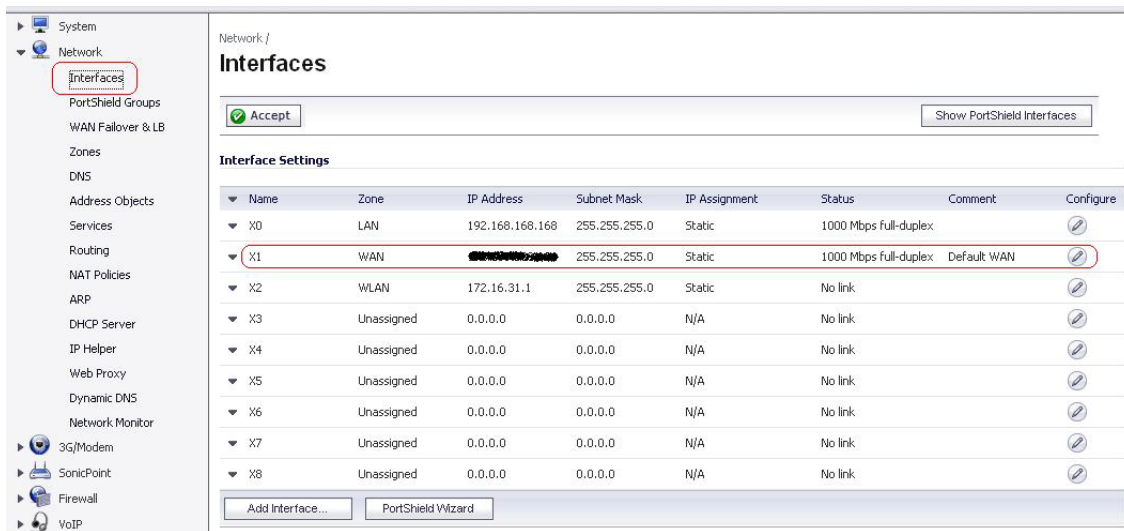 System
Network
Interfaces
PortShield Groups
WAN Failover & LB
Zones
DNS
Address Objects
Services
Routing
NAT Policies
ARP
DHCP Server
IP Helper
Web Proxy
Dynamic DNS
Network Monitor
3G/Modem
SonicPoint
Firewall
VoIP
Network /
Interfaces
Accept
Show PortShield Interfaces
Interface Settings
Name Zone IP Address Subnet Mask IP Assignment Status Comment Configure
X0 LAN 192.168.168.168 255.255.255.0 Static 1000 Mbps full-duplex
X1 WAN 255.255.255.0 Static 1000 Mbps full-duplex Default WAN
X2 WLAN 172.16.31.1 255.255.255.0 Static No link
X3 Unassigned 0.0.0.0 0.0.0.0 N/A No link
X4 Unassigned 0.0.0.0 0.0.0.0 N/A No link
X5 Unassigned 0.0.0.0 0.0.0.0 N/A No link
X6 Unassigned 0.0.0.0 0.0.0.0 N/A No link
X7 Unassigned 0.0.0.0 0.0.0.0 N/A No link
X8 Unassigned 0.0.0.0 0.0.0.0 N/A No link
Add Interface... PortShield Wizard